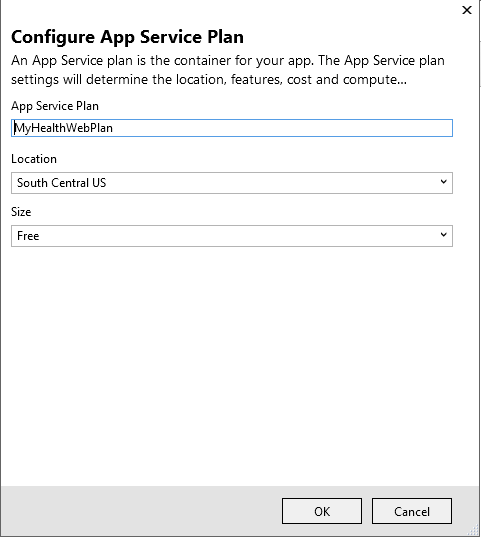 Configure App Service Plan
An App Service plan is the container for your app. The App Service plan
settings will determine the location, features, cost and compute...
App Service Plan
MyHealthWebPlan
Location
South Central US
Size
Free
OK
Cancel